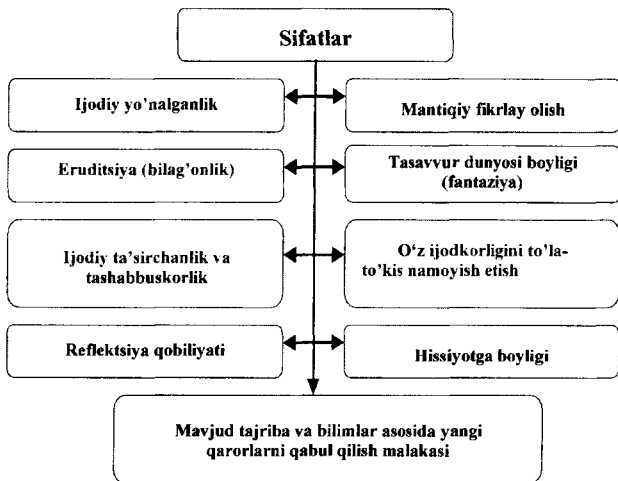 Sifatlar
Ijodiy yo'nalganlik
Mantiqiy fikrlay olish
Eruditsiya (bilag'onlik)
Tasavvur dunyosi boyligi
(fantaziya)
Ijodiy ta'sirchanlik va
tashabbuskorlik
O‘z ijodkorligini to'la-
to'kis namoyish etish
Reflektsiya qobiliyati
Hissiyotga boyligi
Mavjud tajriba va bilimlar asosida yangi
qarorlarni qabul qilish malakasi